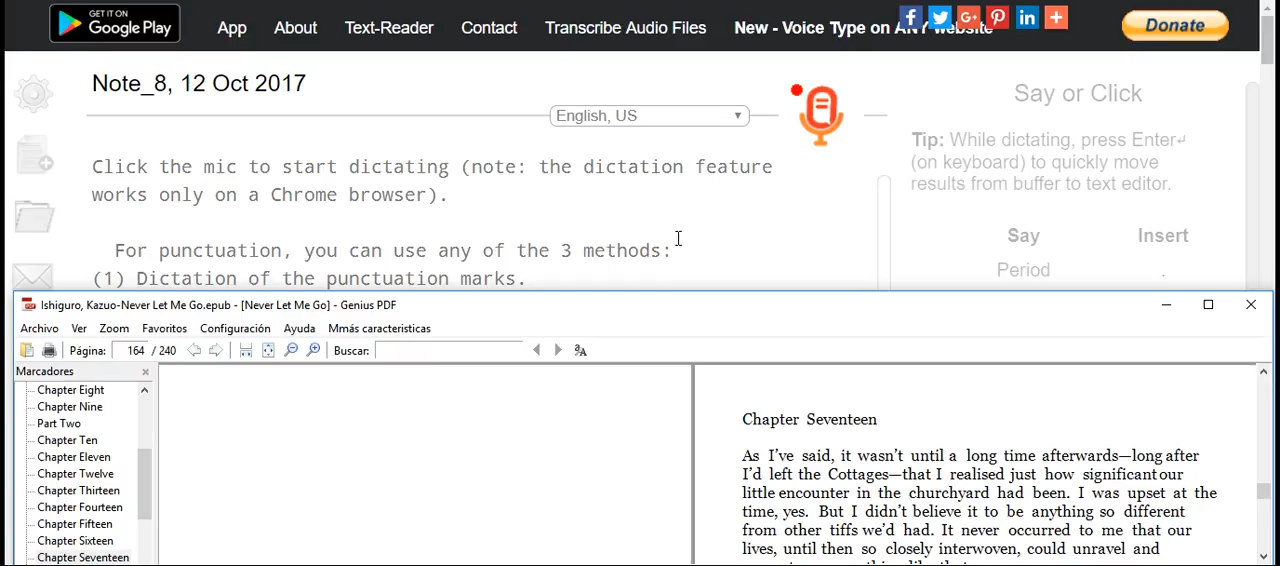 GET IT ON
Google Play
App
About
Text-Reader
Contact
Transcribe Audio Files
New - Voice Type on ANY website
Donate
Note_8, 12 Oct 2017
English, US
Click the mic to start dictating (note: the dictation feature
works only on a Chrome browser).
For punctuation, you can use any of the 3 methods:
(1) Dictation of the punctuation marks.
Say or Click
Tip: While dictating, press Enter↵
(on keyboard) to quickly move
results from buffer to text editor.
Say Insert
Period .
Ishiguro, Kazuo-Never Let Me Go.epub - [Never Let Me Go] - Genius PDF
Archivo Ver Zoom Favoritos Configuración Ayuda Mmás caracteristicas
Página: 164 / 240 Buscar:
Marcadores
Chapter Eight
Chapter Nine
Part Two
Chapter Ten
Chapter Eleven
Chapter Twelve
Chapter Thirteen
Chapter Fourteen
Chapter Fifteen
Chapter Sixteen
Chapter Seventeen
Chapter Seventeen
As I've said, it wasn't until a long time afterwards—long after
I'd left the Cottages—that I realised just how significant our
little encounter in the churchyard had been. I was upset at the
time, yes. But I didn't believe it to be anything so different
from other tiffs we'd had. It never occurred to me that our
lives, until then so closely interwoven, could unravel and